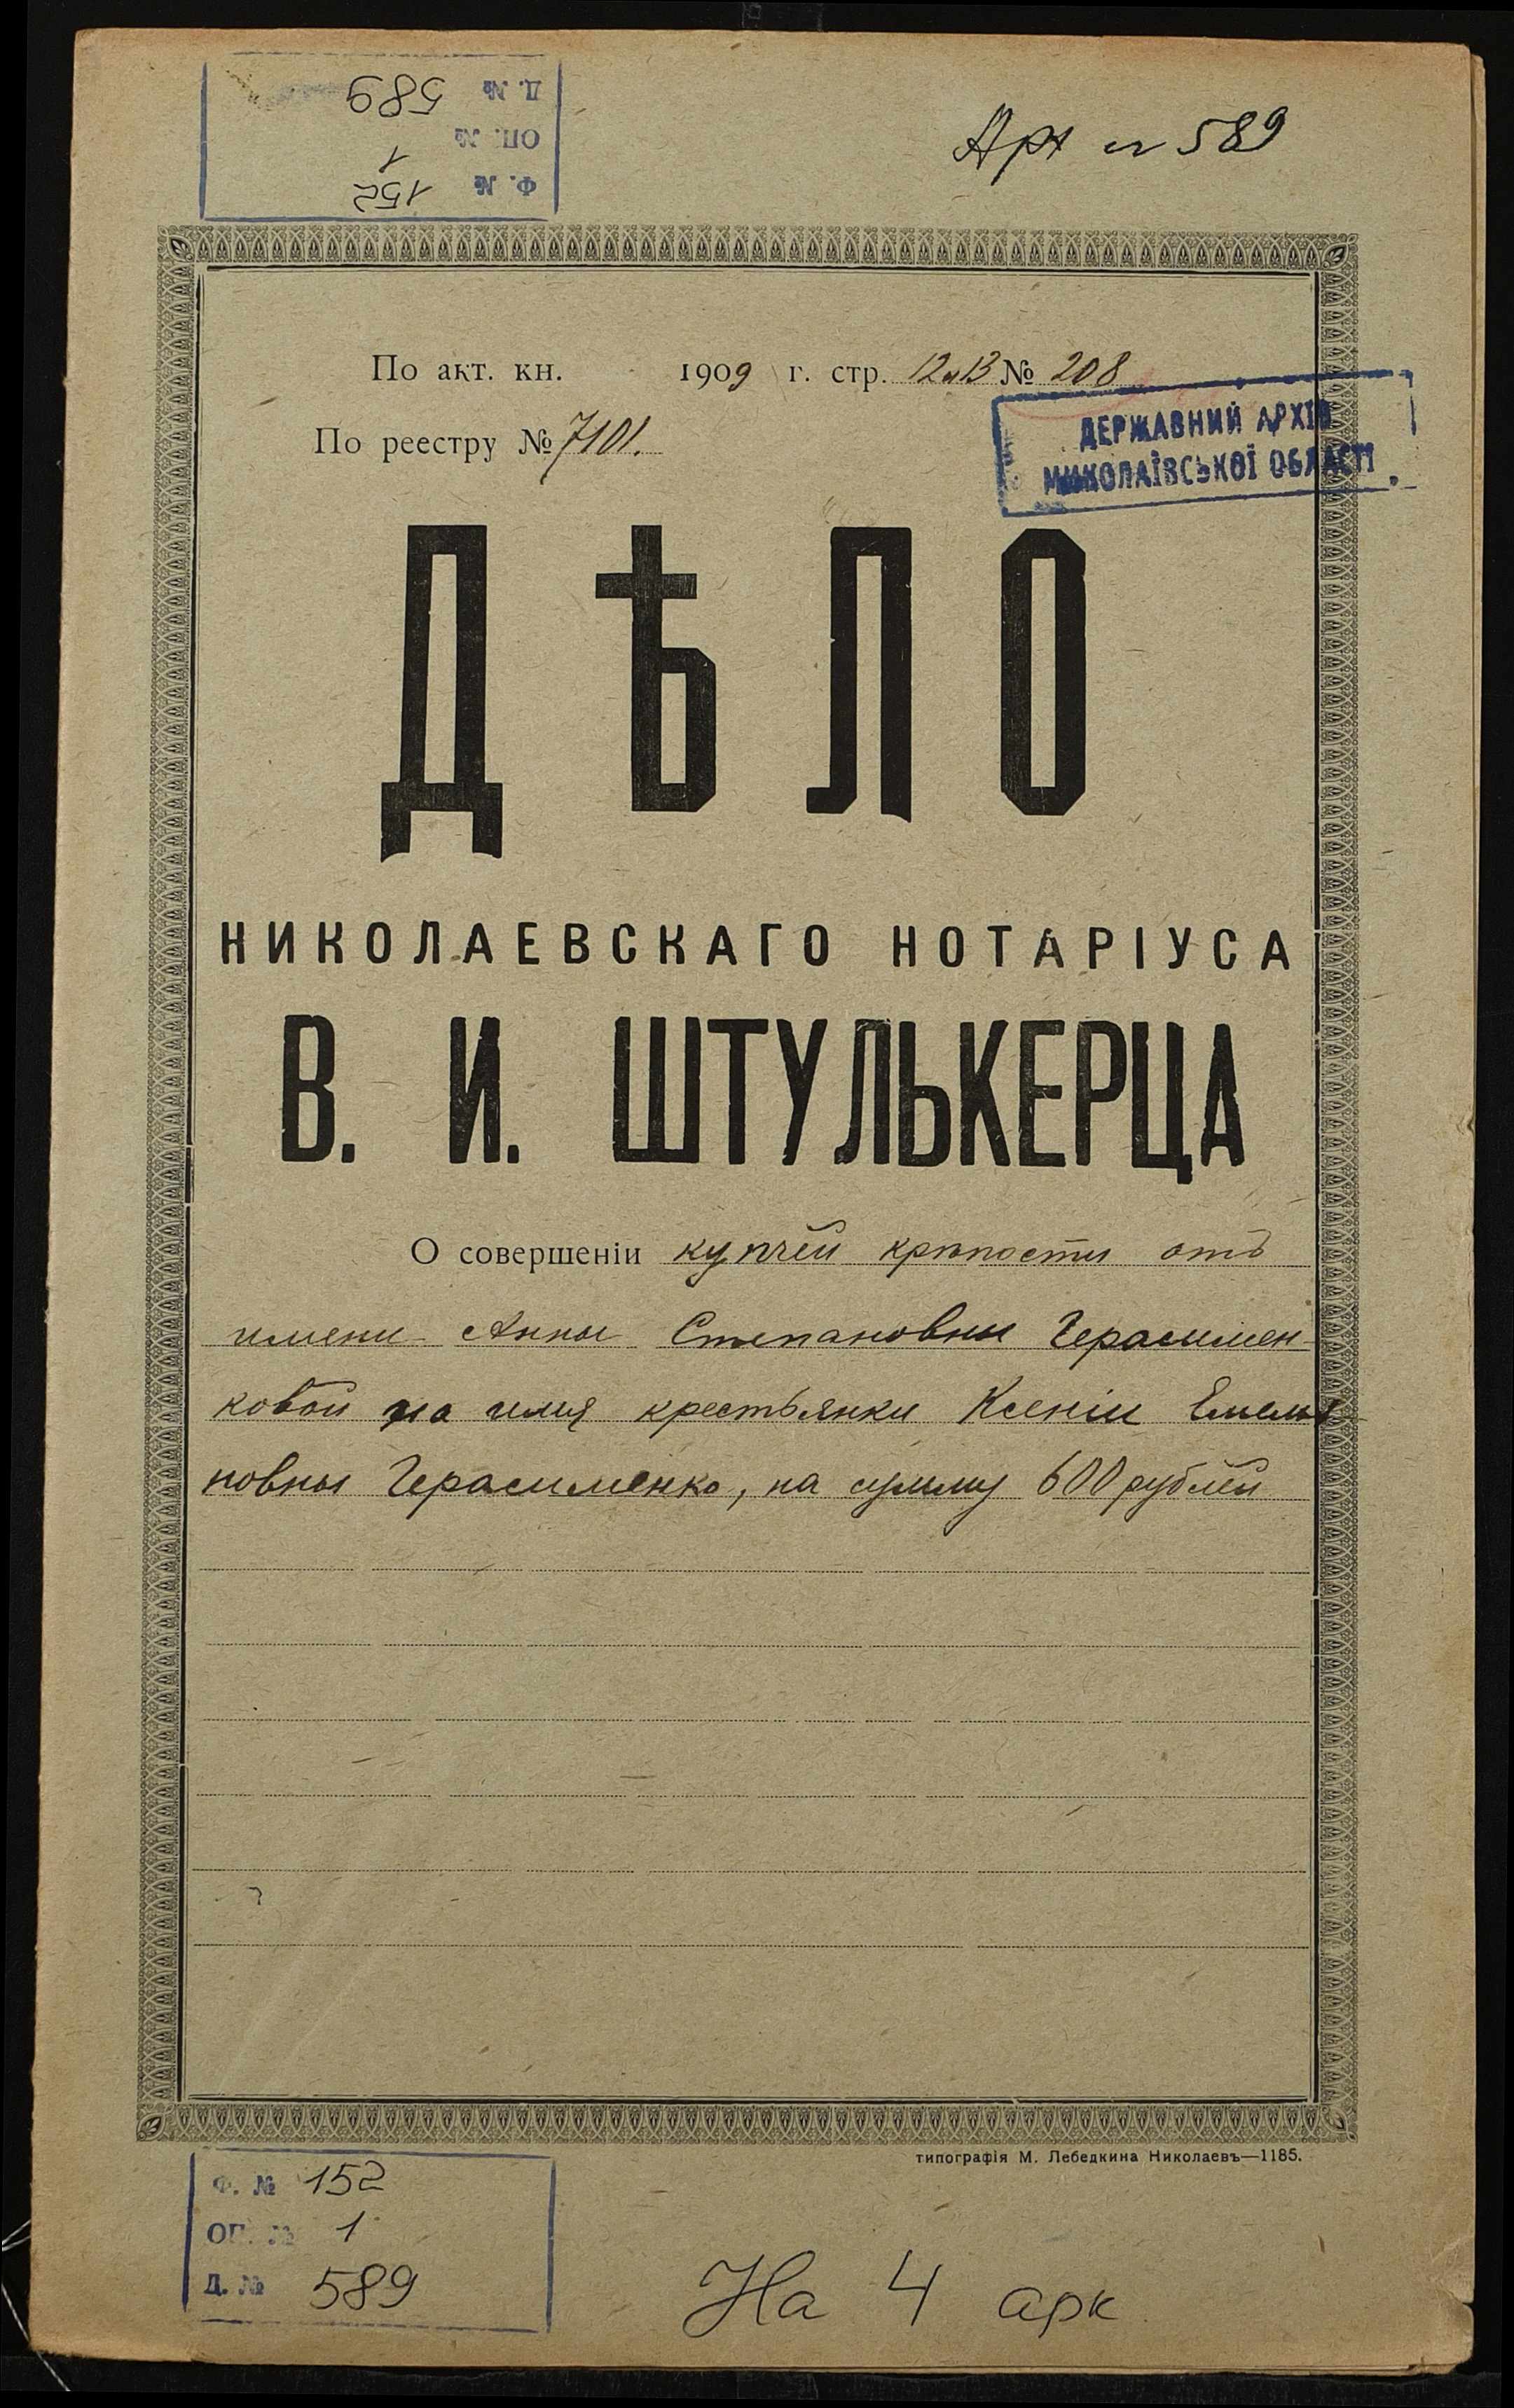 Д. № 589
ОП. № 1
Ф. № 152
Арх № 589
По акт. кн. 1909 г. стр. 12 и 13 № 208
ДЕРЖАВНИЙ АРХІВ
МИКОЛАЇВСЬКОЇ ОБЛАСТІ
По реестру № 7101.
ДѢЛО
НИКОЛАЕВСКАГО НОТАРІУСА
В. И. ШТУЛЬКЕРЦА
О совершеніи купчей крѣпости отъ
имени Анны Степановны Герасимен-
ковой на имя крестьянки Ксеніи Емелья
новны Герасименко, на сумму 600 рублей
типографія М. Лебедкина Николаевъ—1185.
Ф. № 152
ОП. № 1
Д. № 589
На 4 арк